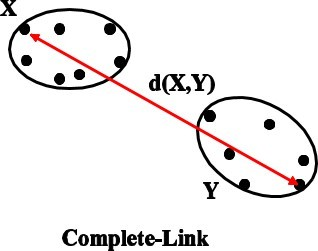 X
d(X,Y)
Y
Complete-Link